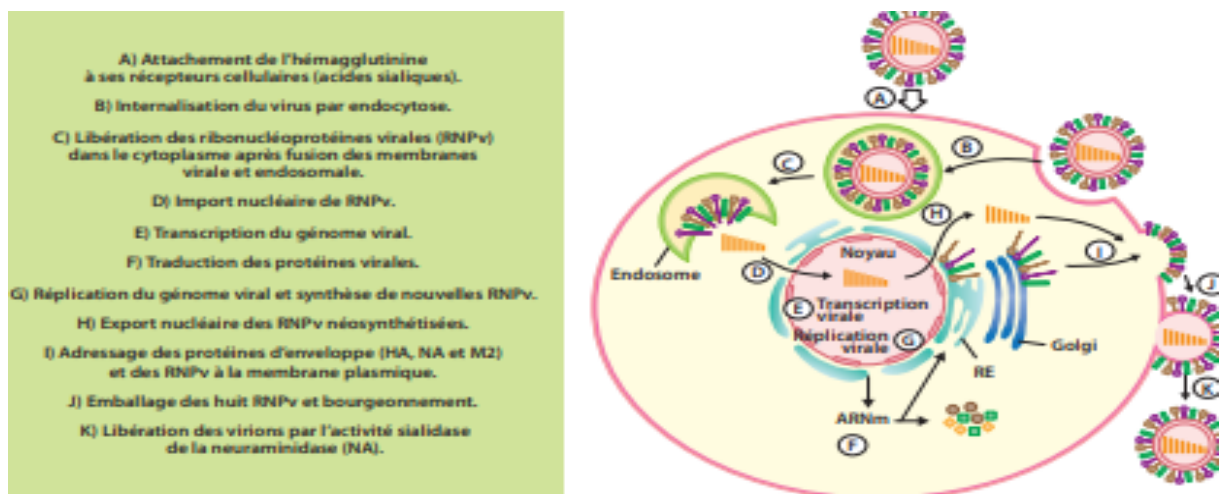 A) Attachement de l'hémagglutinine
à ses récepteurs cellulaires (acides sialiques).
B) Internalisation du virus par endocytose.
C) Libération des ribonucléoprotéines virales (RNPv)
dans le cytoplasme après fusion des membranes
virale et endosomale.
D) Import nucléaire de RNPv.
E) Transcription du génome viral.
F) Traduction des protéines virales.
G) Réplication du génome viral et synthèse de nouvelles RNPv.
H) Export nucléaire des RNPv néosynthétisées.
I) Adressage des protéines d'enveloppe (HA, NA et M2)
et des RNPv à la membrane plasmique.
J) Emballage des huit RNPv et bourgeonnement.
K) Libération des virions par l'activité sialidase
de la neuraminidase (NA).
A
B
C
H
Noyau
I
Endosome
D
J
E Transcription
virale
Réplication G
virale
Golgi
RE
K
ARNm
F